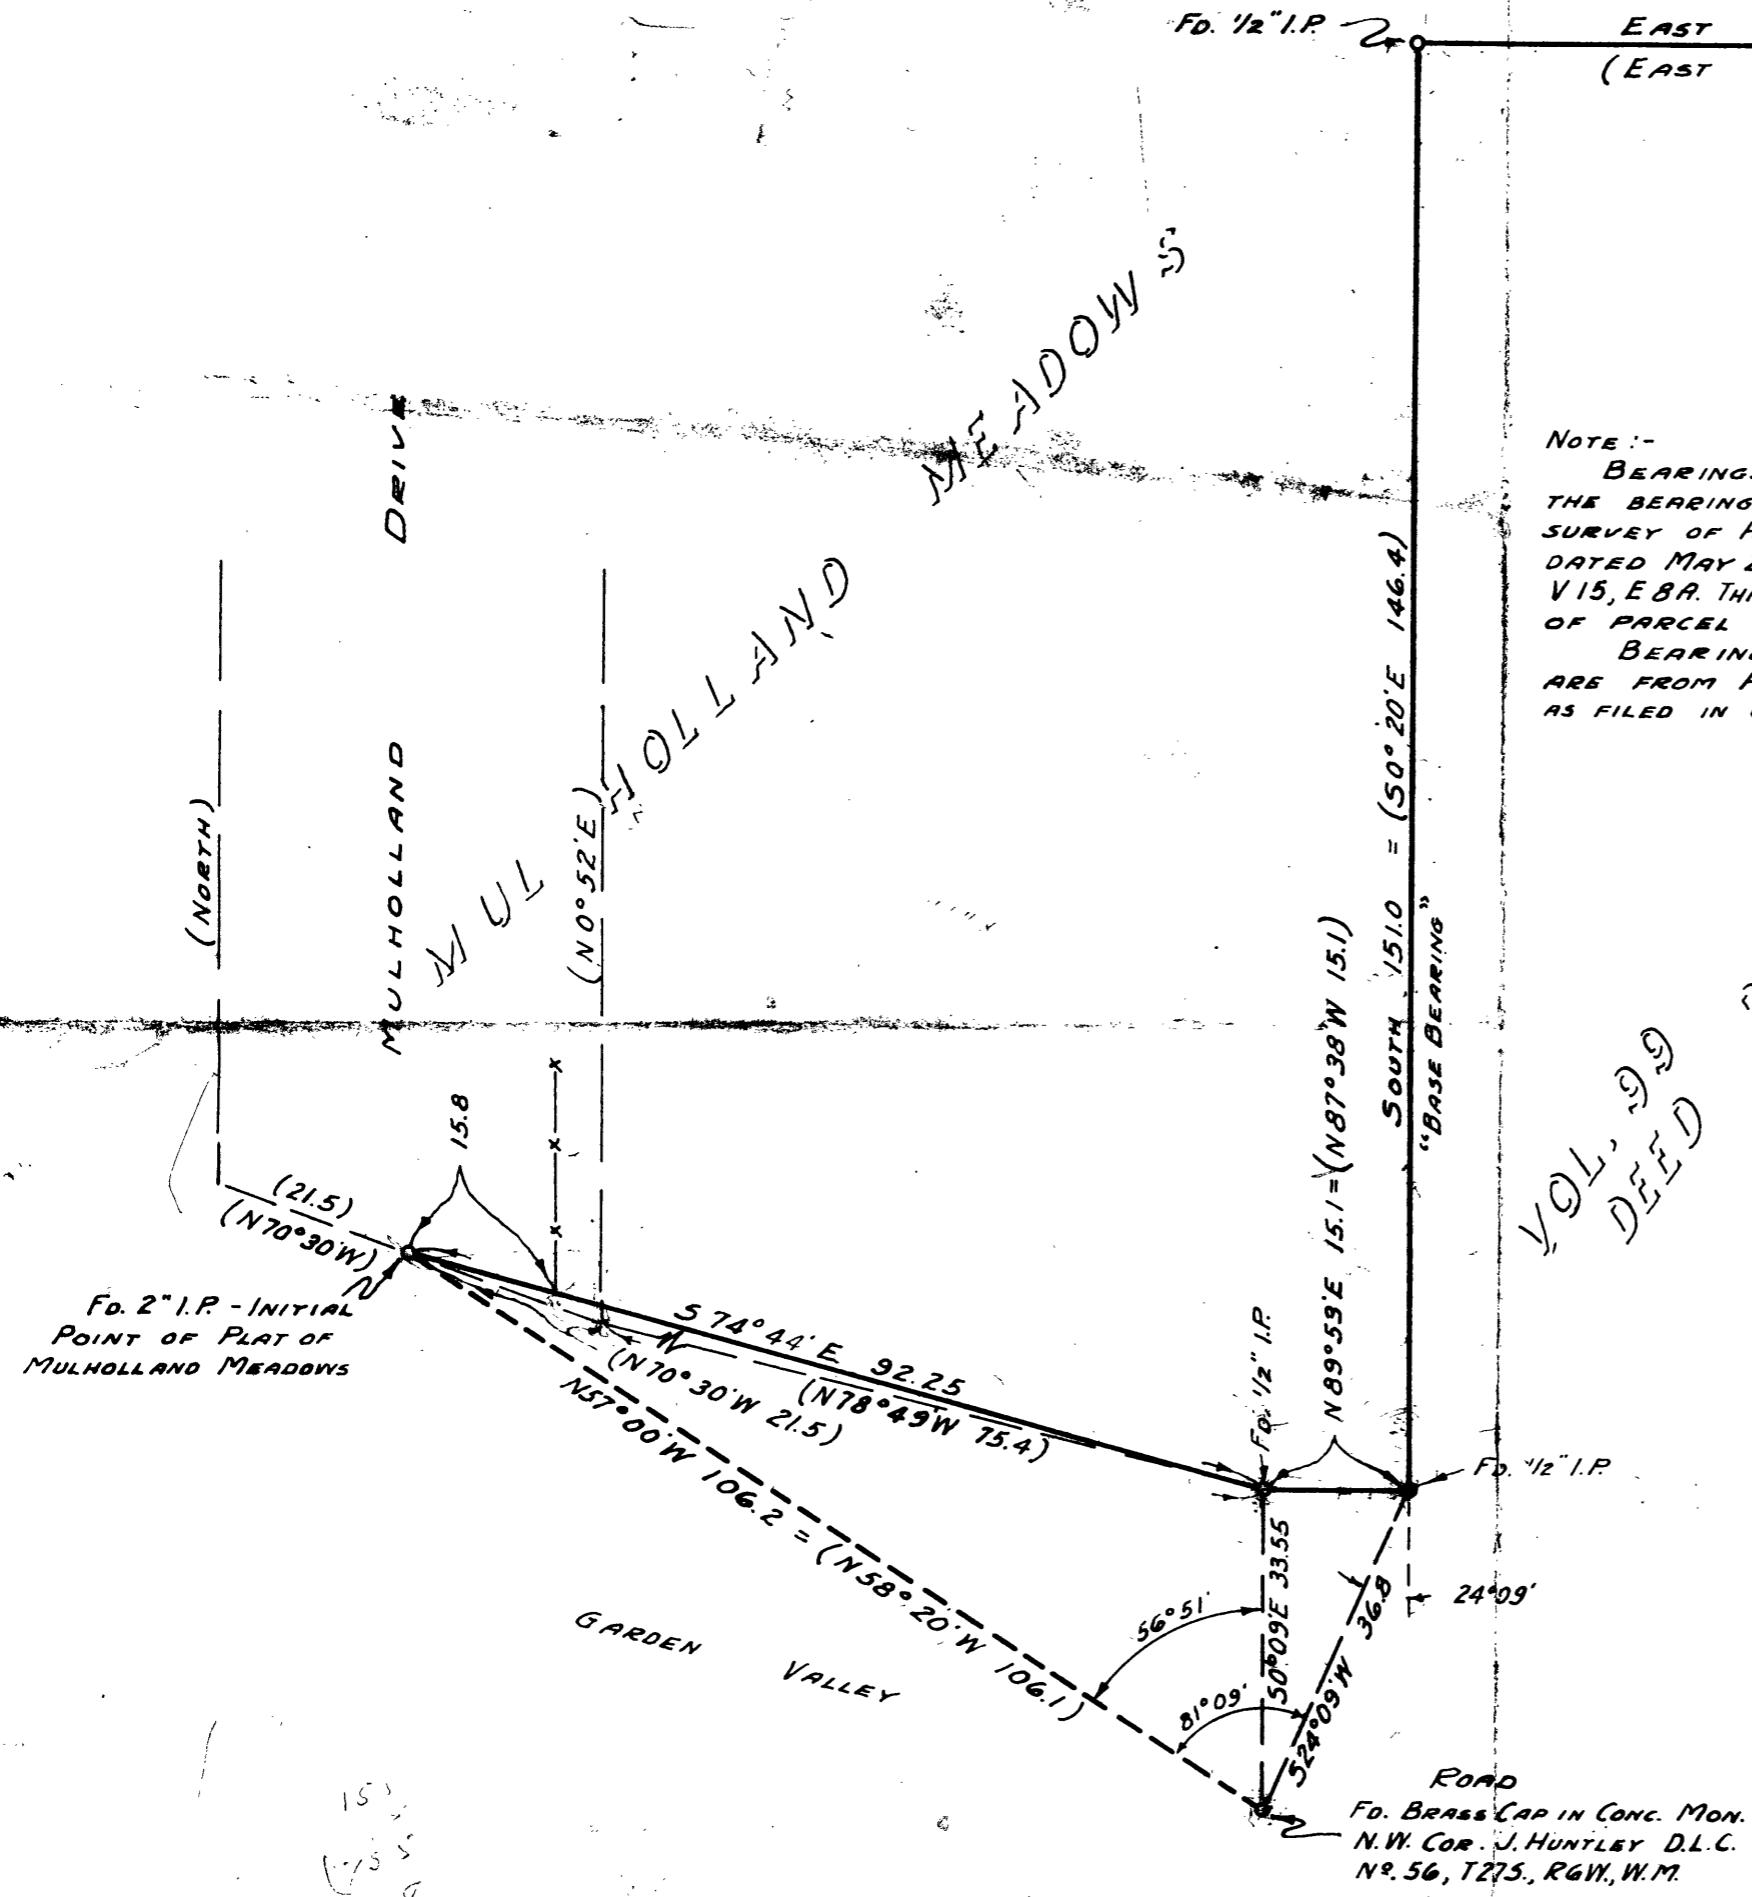 FD. 1/2" I.P.
EAST
(EAST
MEADOWS
MULHOLLAND
NOTE :-
BEARINGS
THE BEARING
SURVEY OF
DATED MAY
V 15, E 8A. TH
OF PARCEL
BEARING
ARE FROM
AS FILED IN
MULHOLLAND DRIVE
(NORTH)
(N0°52'E)
SOUTH 151.0 = (S0°20'E 146.4)
"BASE BEARING"
VOL. 99
DEED
15.8
(21.5)
(N70°30'W)
FD. 2" I.P. - INITIAL
POINT OF PLAT OF
MULHOLLAND MEADOWS
S 74°44' E 92.25
(N70°30'W 21.5)
(N78°49'W 75.4)
N57°00'W 106.2 = (N58°20'W 106.1)
FD. 1/2" I.P.
N89°59'E 15.1 = (N87°38'W 15.1)
FD. 1/2" I.P.
S0°09'E 33.55
S24°09'W 36.8
24°09'
56°51'
81°09'
GARDEN VALLEY
ROAD
FD. BRASS CAP IN CONC. MON.
N.W. COR. J. HUNTLEY D.L.C.
Nº. 56, T27S., R6W., W.M.